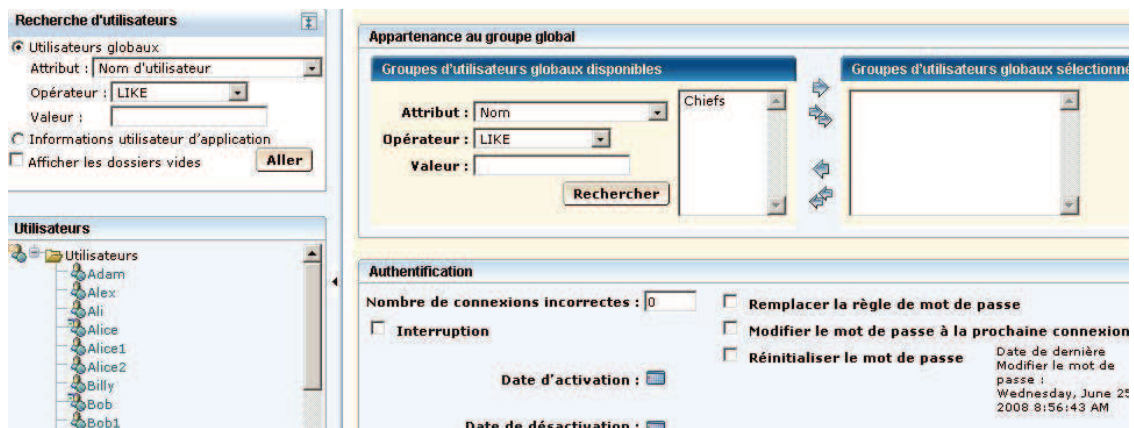 Recherche d'utilisateurs
Utilisateurs globaux
Attribut : Nom d'utilisateur
Opérateur : LIKE
Valeur :
Informations utilisateur d'application
Afficher les dossiers vides Aller
Utilisateurs
Utilisateurs
Adam
Alex
Ali
Alice
Alice1
Alice2
Billy
Bob
Bob1
Appartenance au groupe global
Groupes d'utilisateurs globaux disponibles
Attribut : Nom
Opérateur : LIKE
Valeur :
Rechercher
Chiefs
Groupes d'utilisateurs globaux sélectionné
Authentification
Nombre de connexions incorrectes : 0
Interruption
Date d'activation :
Date de désactivation :
Remplacer la règle de mot de passe
Modifier le mot de passe à la prochaine connexion
Réinitialiser le mot de passe
Date de dernière
Modifier le mot de
passe :
Wednesday, June 25
2008 8:56:43 AM